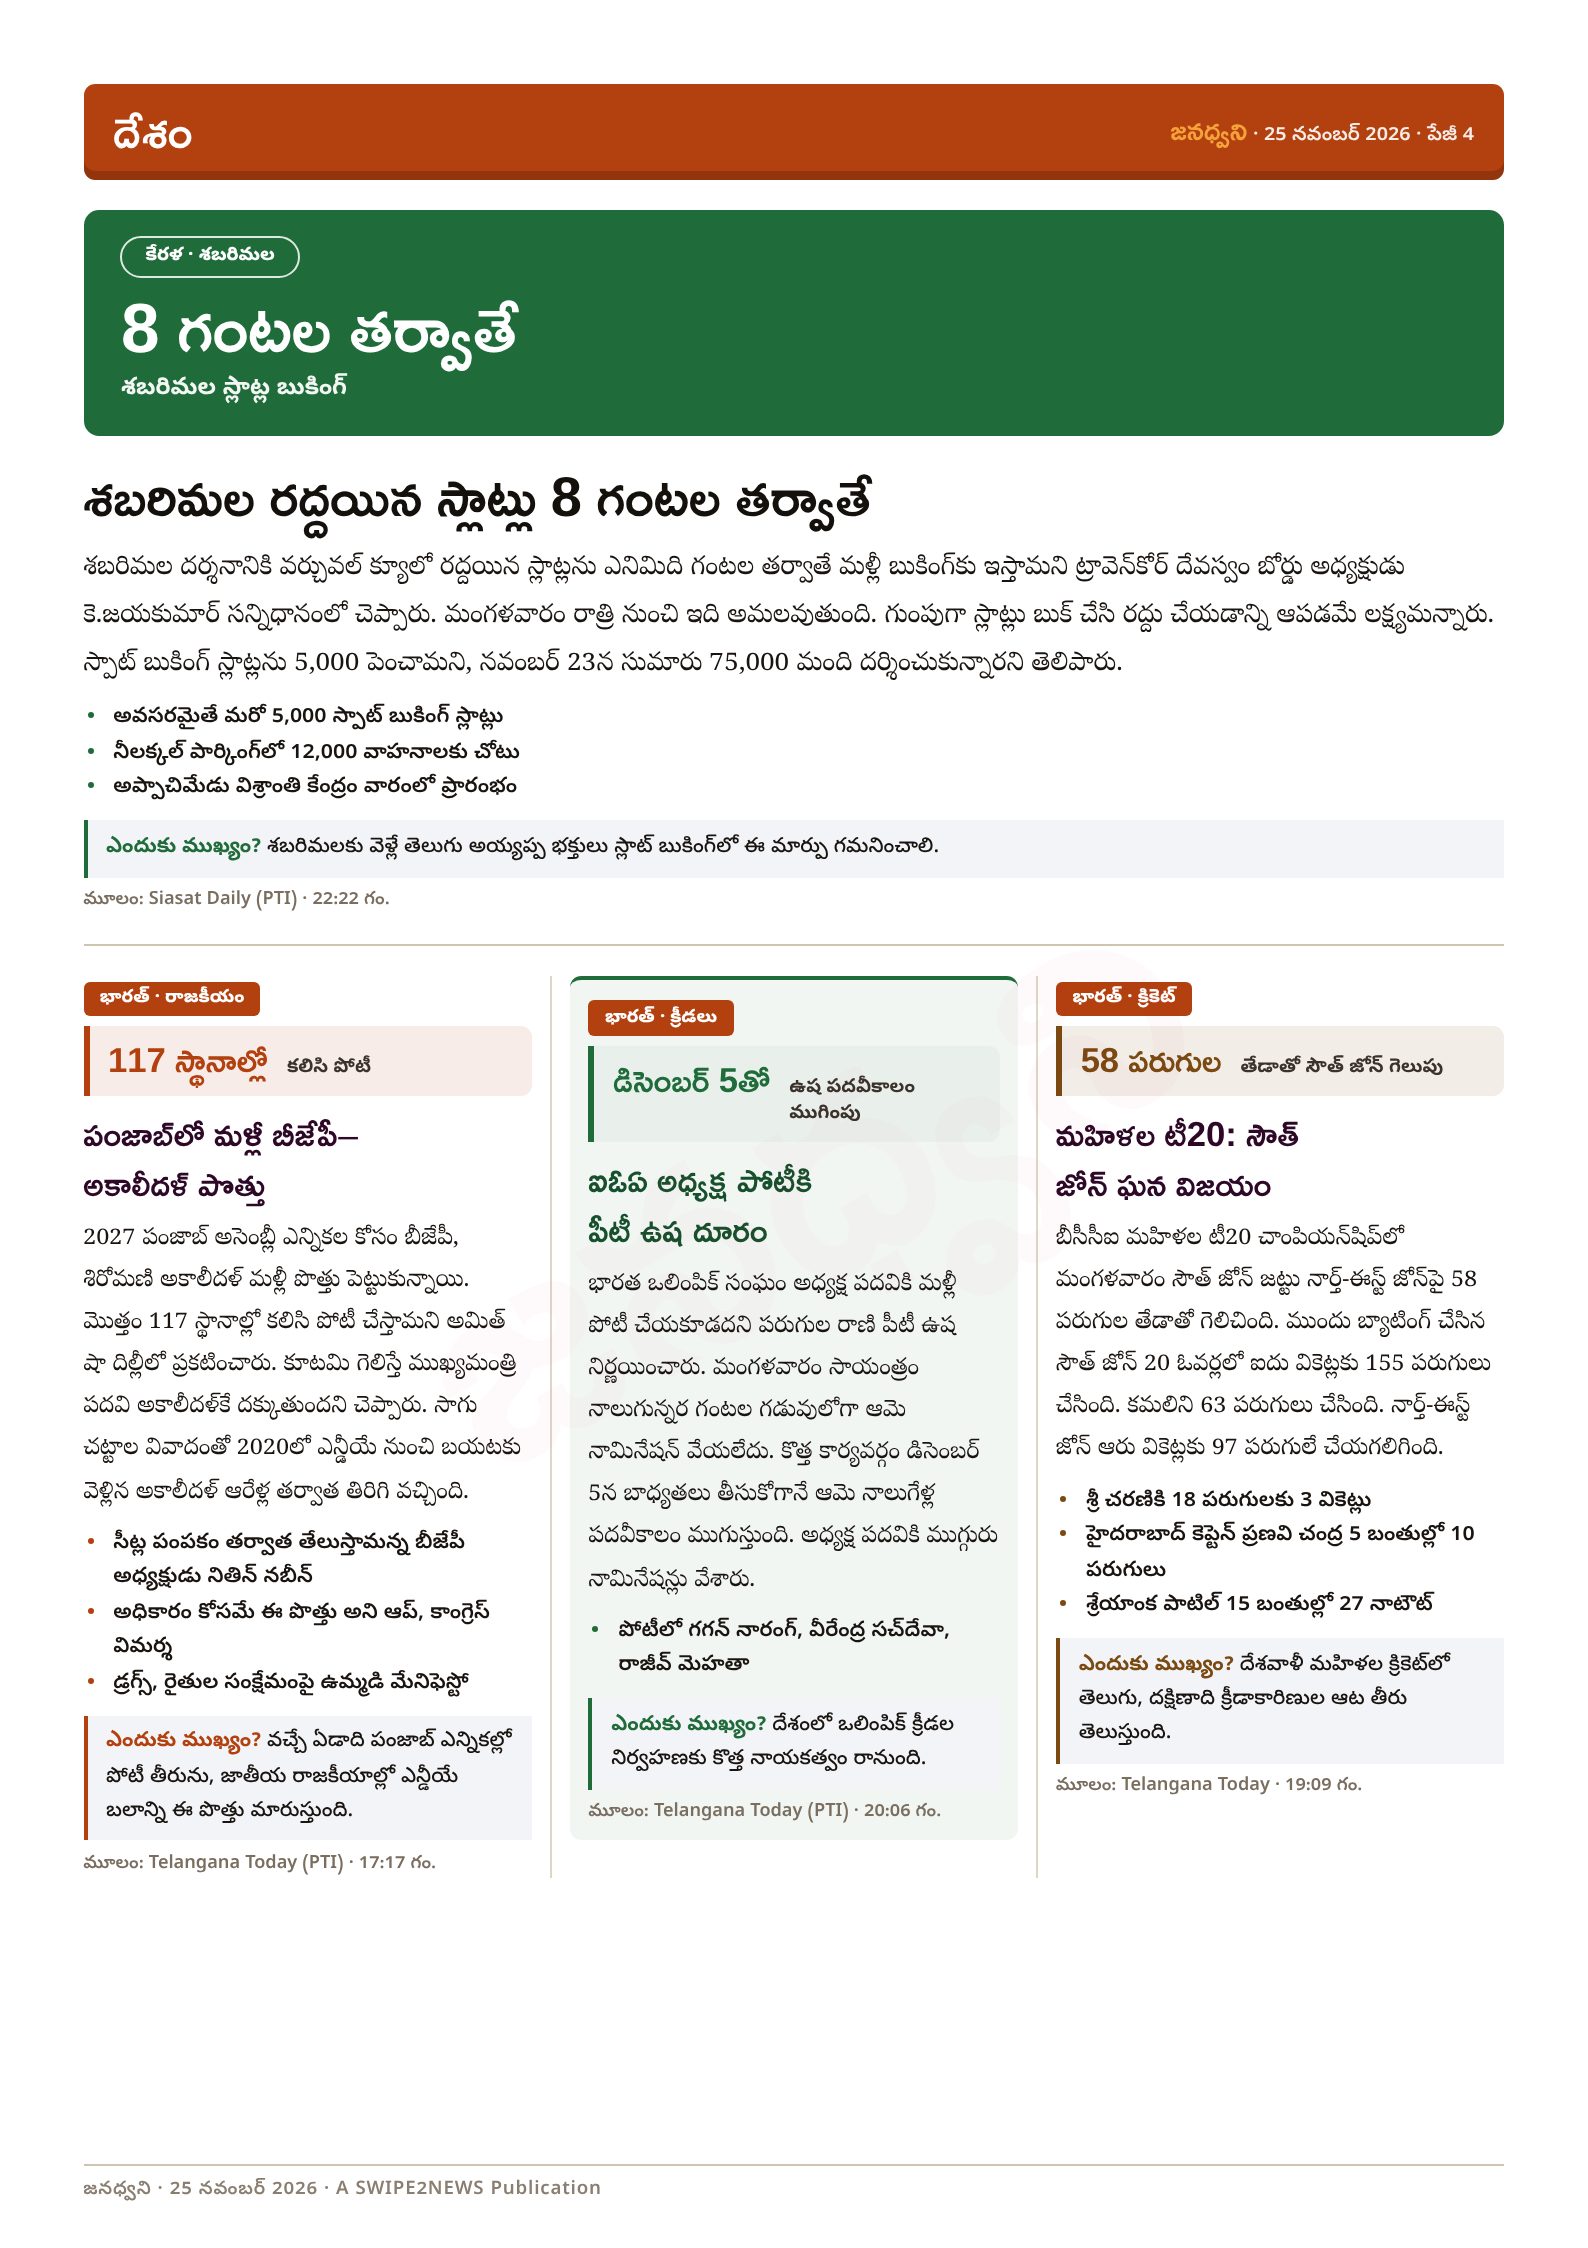 దేశం
జనధ్వని · 25 నవంబర్ 2026 · పేజీ 4
కేరళ · శబరిమల
8 గంటల తర్వాతే
శబరిమల స్లాట్ల బుకింగ్
శబరిమల రద్దయిన స్లాట్లు 8 గంటల తర్వాతే
శబరిమల దర్శనానికి వర్చువల్ క్యూలో రద్దయిన స్లాట్లను ఎనిమిది గంటల తర్వాతే మళ్లీ బుకింగ్‌కు ఇస్తామని ట్రావెన్‌కోర్ దేవస్వం బోర్డు అధ్యక్షుడు
కె.జయకుమార్ సన్నిధానంలో చెప్పారు. మంగళవారం రాత్రి నుంచి ఇది అమలవుతుంది. గుంపుగా స్లాట్లు బుక్ చేసి రద్దు చేయడాన్ని ఆపడమే లక్ష్యమన్నారు.
స్పాట్ బుకింగ్ స్లాట్లను 5,000 పెంచామని, నవంబర్ 23న సుమారు 75,000 మంది దర్శించుకున్నారని తెలిపారు.
• అవసరమైతే మరో 5,000 స్పాట్ బుకింగ్ స్లాట్లు
• నీలక్కల్ పార్కింగ్‌లో 12,000 వాహనాలకు చోటు
• అప్పాచిమేడు విశ్రాంతి కేంద్రం వారంలో ప్రారంభం
ఎందుకు ముఖ్యం? శబరిమలకు వెళ్లే తెలుగు అయ్యప్ప భక్తులు స్లాట్ బుకింగ్‌లో ఈ మార్పు గమనించాలి.
మూలం: Siasat Daily (PTI) · 22:22 గం.
భారత్ · రాజకీయం
117 స్థానాల్లో కలిసి పోటీ
పంజాబ్‌లో మళ్లీ బీజేపీ–
అకాలీదళ్ పొత్తు
2027 పంజాబ్ అసెంబ్లీ ఎన్నికల కోసం బీజేపీ,
శిరోమణి అకాలీదళ్ మళ్లీ పొత్తు పెట్టుకున్నాయి.
మొత్తం 117 స్థానాల్లో కలిసి పోటీ చేస్తామని అమిత్
షా దిల్లీలో ప్రకటించారు. కూటమి గెలిస్తే ముఖ్యమంత్రి
పదవి అకాలీదళ్‌కే దక్కుతుందని చెప్పారు. సాగు
చట్టాల వివాదంతో 2020లో ఎన్డీయే నుంచి బయటకు
వెళ్లిన అకాలీదళ్ ఆరేళ్ల తర్వాత తిరిగి వచ్చింది.
• సీట్ల పంపకం తర్వాత తేలుస్తామన్న బీజేపీ
అధ్యక్షుడు నితిన్ నబీన్
• అధికారం కోసమే ఈ పొత్తు అని ఆప్, కాంగ్రెస్
విమర్శ
• డ్రగ్స్, రైతుల సంక్షేమంపై ఉమ్మడి మేనిఫెస్టో
ఎందుకు ముఖ్యం? వచ్చే ఏడాది పంజాబ్ ఎన్నికల్లో
పోటీ తీరును, జాతీయ రాజకీయాల్లో ఎన్డీయే
బలాన్ని ఈ పొత్తు మారుస్తుంది.
మూలం: Telangana Today (PTI) · 17:17 గం.
భారత్ · క్రీడలు
డిసెంబర్ 5తో ఉష పదవీకాలం
ముగింపు
ఐఓఏ అధ్యక్ష పోటీకి
పీటీ ఉష దూరం
భారత ఒలింపిక్ సంఘం అధ్యక్ష పదవికి మళ్లీ
పోటీ చేయకూడదని పరుగుల రాణి పీటీ ఉష
నిర్ణయించారు. మంగళవారం సాయంత్రం
నాలుగున్నర గంటల గడువులోగా ఆమె
నామినేషన్ వేయలేదు. కొత్త కార్యవర్గం డిసెంబర్
5న బాధ్యతలు తీసుకోగానే ఆమె నాలుగేళ్ల
పదవీకాలం ముగుస్తుంది. అధ్యక్ష పదవికి ముగ్గురు
నామినేషన్లు వేశారు.
• పోటీలో గగన్ నారంగ్, వీరేంద్ర సచ్‌దేవా,
రాజీవ్ మెహతా
ఎందుకు ముఖ్యం? దేశంలో ఒలింపిక్ క్రీడల
నిర్వహణకు కొత్త నాయకత్వం రానుంది.
మూలం: Telangana Today (PTI) · 20:06 గం.
భారత్ · క్రికెట్
58 పరుగుల తేడాతో సౌత్ జోన్ గెలుపు
మహిళల టీ20: సౌత్
జోన్ ఘన విజయం
బీసీసీఐ మహిళల టీ20 చాంపియన్‌షిప్‌లో
మంగళవారం సౌత్ జోన్ జట్టు నార్త్-ఈస్ట్ జోన్‌పై 58
పరుగుల తేడాతో గెలిచింది. ముందు బ్యాటింగ్ చేసిన
సౌత్ జోన్ 20 ఓవర్లలో ఐదు వికెట్లకు 155 పరుగులు
చేసింది. కమలిని 63 పరుగులు చేసింది. నార్త్-ఈస్ట్
జోన్ ఆరు వికెట్లకు 97 పరుగులే చేయగలిగింది.
• శ్రీ చరణికి 18 పరుగులకు 3 వికెట్లు
• హైదరాబాద్ కెప్టెన్ ప్రణవి చంద్ర 5 బంతుల్లో 10
పరుగులు
• శ్రేయాంక పాటిల్ 15 బంతుల్లో 27 నాటౌట్
ఎందుకు ముఖ్యం? దేశవాళీ మహిళల క్రికెట్‌లో
తెలుగు, దక్షిణాది క్రీడాకారిణుల ఆట తీరు
తెలుస్తుంది.
మూలం: Telangana Today · 19:09 గం.
జనధ్వని
జనధ్వని · 25 నవంబర్ 2026 · A SWIPE2NEWS Publication